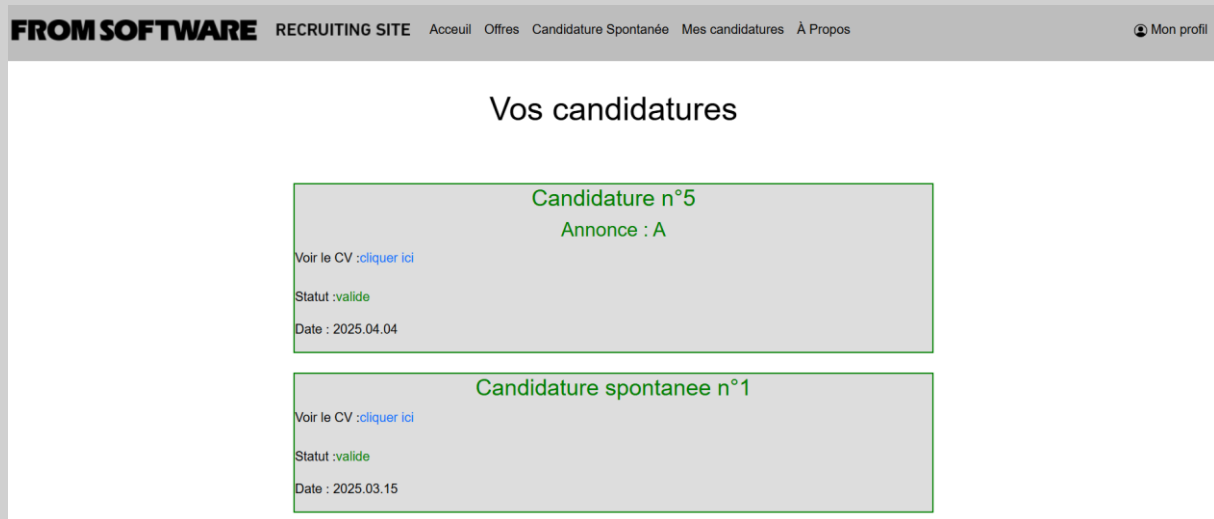 FROMSOFTWARE RECRUITING SITE Acceuil Offres Candidature Spontanée Mes candidatures À Propos Mon profil
Vos candidatures
Candidature n°5
Annonce : A
Voir le CV :cliquer ici
Statut :valide
Date : 2025.04.04
Candidature spontanee n°1
Voir le CV :cliquer ici
Statut :valide
Date : 2025.03.15